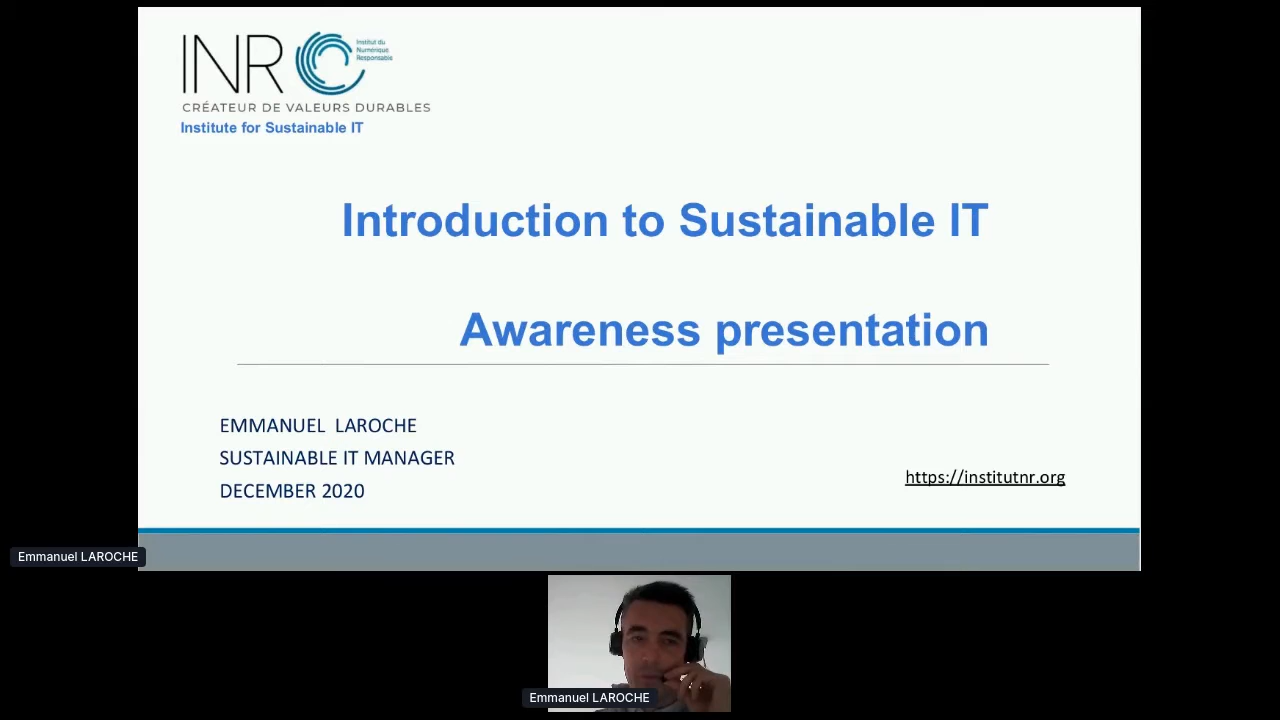 INR
Institut du
Numérique
Responsable
CRÉATEUR DE VALEURS DURABLES
Institute for Sustainable IT
Introduction to Sustainable IT
Awareness presentation
EMMANUEL LAROCHE
SUSTAINABLE IT MANAGER
DECEMBER 2020
https://institutnr.org
Emmanuel LAROCHE
Emmanuel LAROCHE